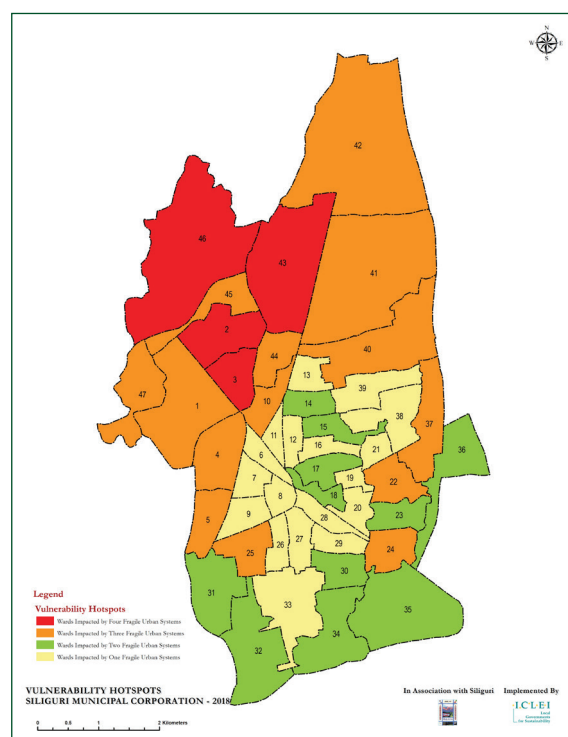 N
W E
S
42
46
43
41
45
2
44
40
3
13
39
47
10
14
1
38
15
37
11
12
16
6
21
36
4
17
7
19
22
18
8
20
5
9
28
23
27
26
29
24
25
30
31
33
35
34
32
Legend
Vulnerability Hotspots
Wards Impacted by Four Fragile Urban Systems
Wards Impacted by Three Fragile Urban Systems
Wards Impacted by Two Fragile Urban Systems
Wards Impacted by One Fragile Urban Systems
VULNERABILITY HOTSPOTS
SILIGURI MUNICIPAL CORPORATION - 2018
0 0.5 1 2 Kilometers
In Association with Siliguri Implemented By
I.C.L.E.I
Local
Governments
for Sustainability